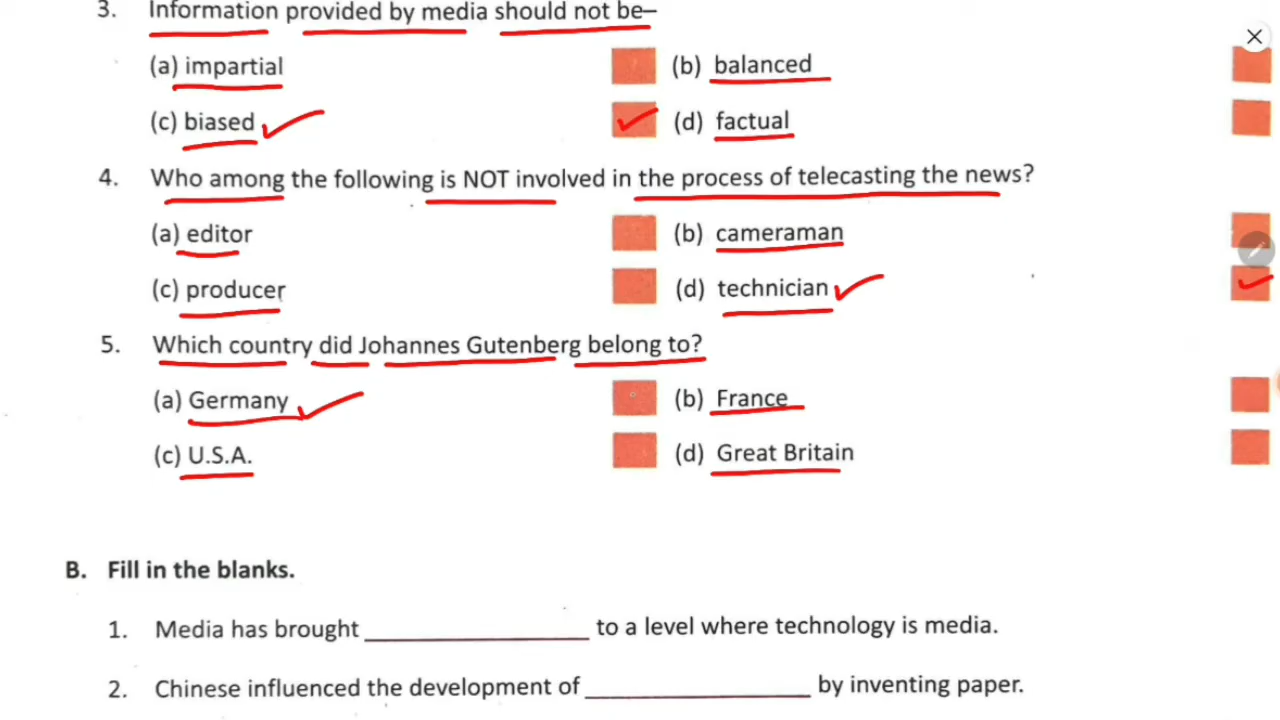 3. Information provided by media should not be–
(a) impartial (b) balanced
(c) biased (d) factual
4. Who among the following is NOT involved in the process of telecasting the news?
(a) editor (b) cameraman
(c) producer (d) technician
5. Which country did Johannes Gutenberg belong to?
(a) Germany (b) France
(c) U.S.A. (d) Great Britain
B. Fill in the blanks.
1. Media has brought ____________ to a level where technology is media.
2. Chinese influenced the development of ____________ by inventing paper.